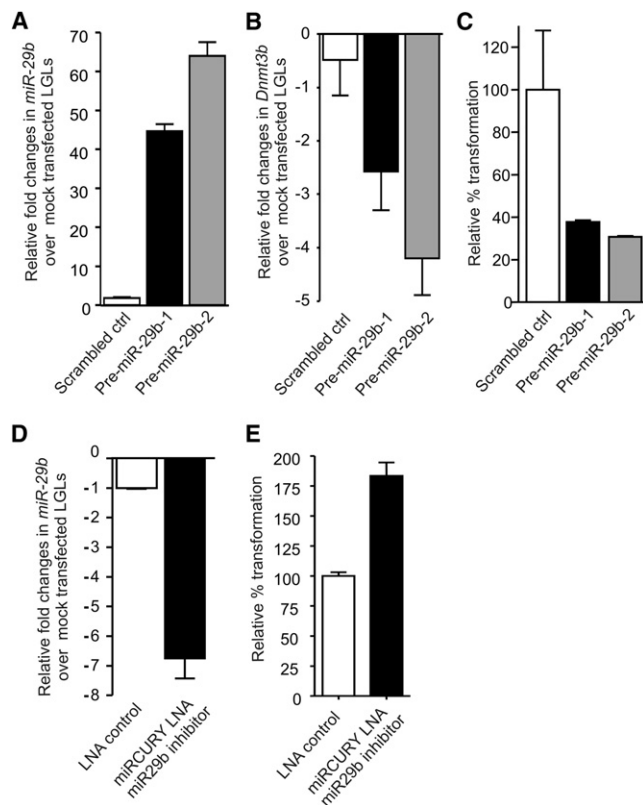 A
Relative fold changes in miR-29b
over mock transfected LGLs
70
60
50
40
30
20
10
0
Scrambled ctrl
Pre-miR-29b-1
Pre-miR-29b-2
B
Relative fold changes in Dnmt3b
over mock transfected LGLs
0
-1
-2
-3
-4
-5
Scrambled ctrl
Pre-miR-29b-1
Pre-miR-29b-2
C
Relative % transformation
120
100
80
60
40
20
0
Scrambled ctrl
Pre-miR-29b-1
Pre-miR-29b-2
D
Relative fold changes in miR-29b
over mock transfected LGLs
0
-1
-2
-3
-4
-5
-6
-7
-8
LNA control
miRCURY LNA
miR29b inhibitor
E
Relative % transformation
200
175
150
125
100
75
50
25
0
LNA control
miRCURY LNA
miR29b inhibitor